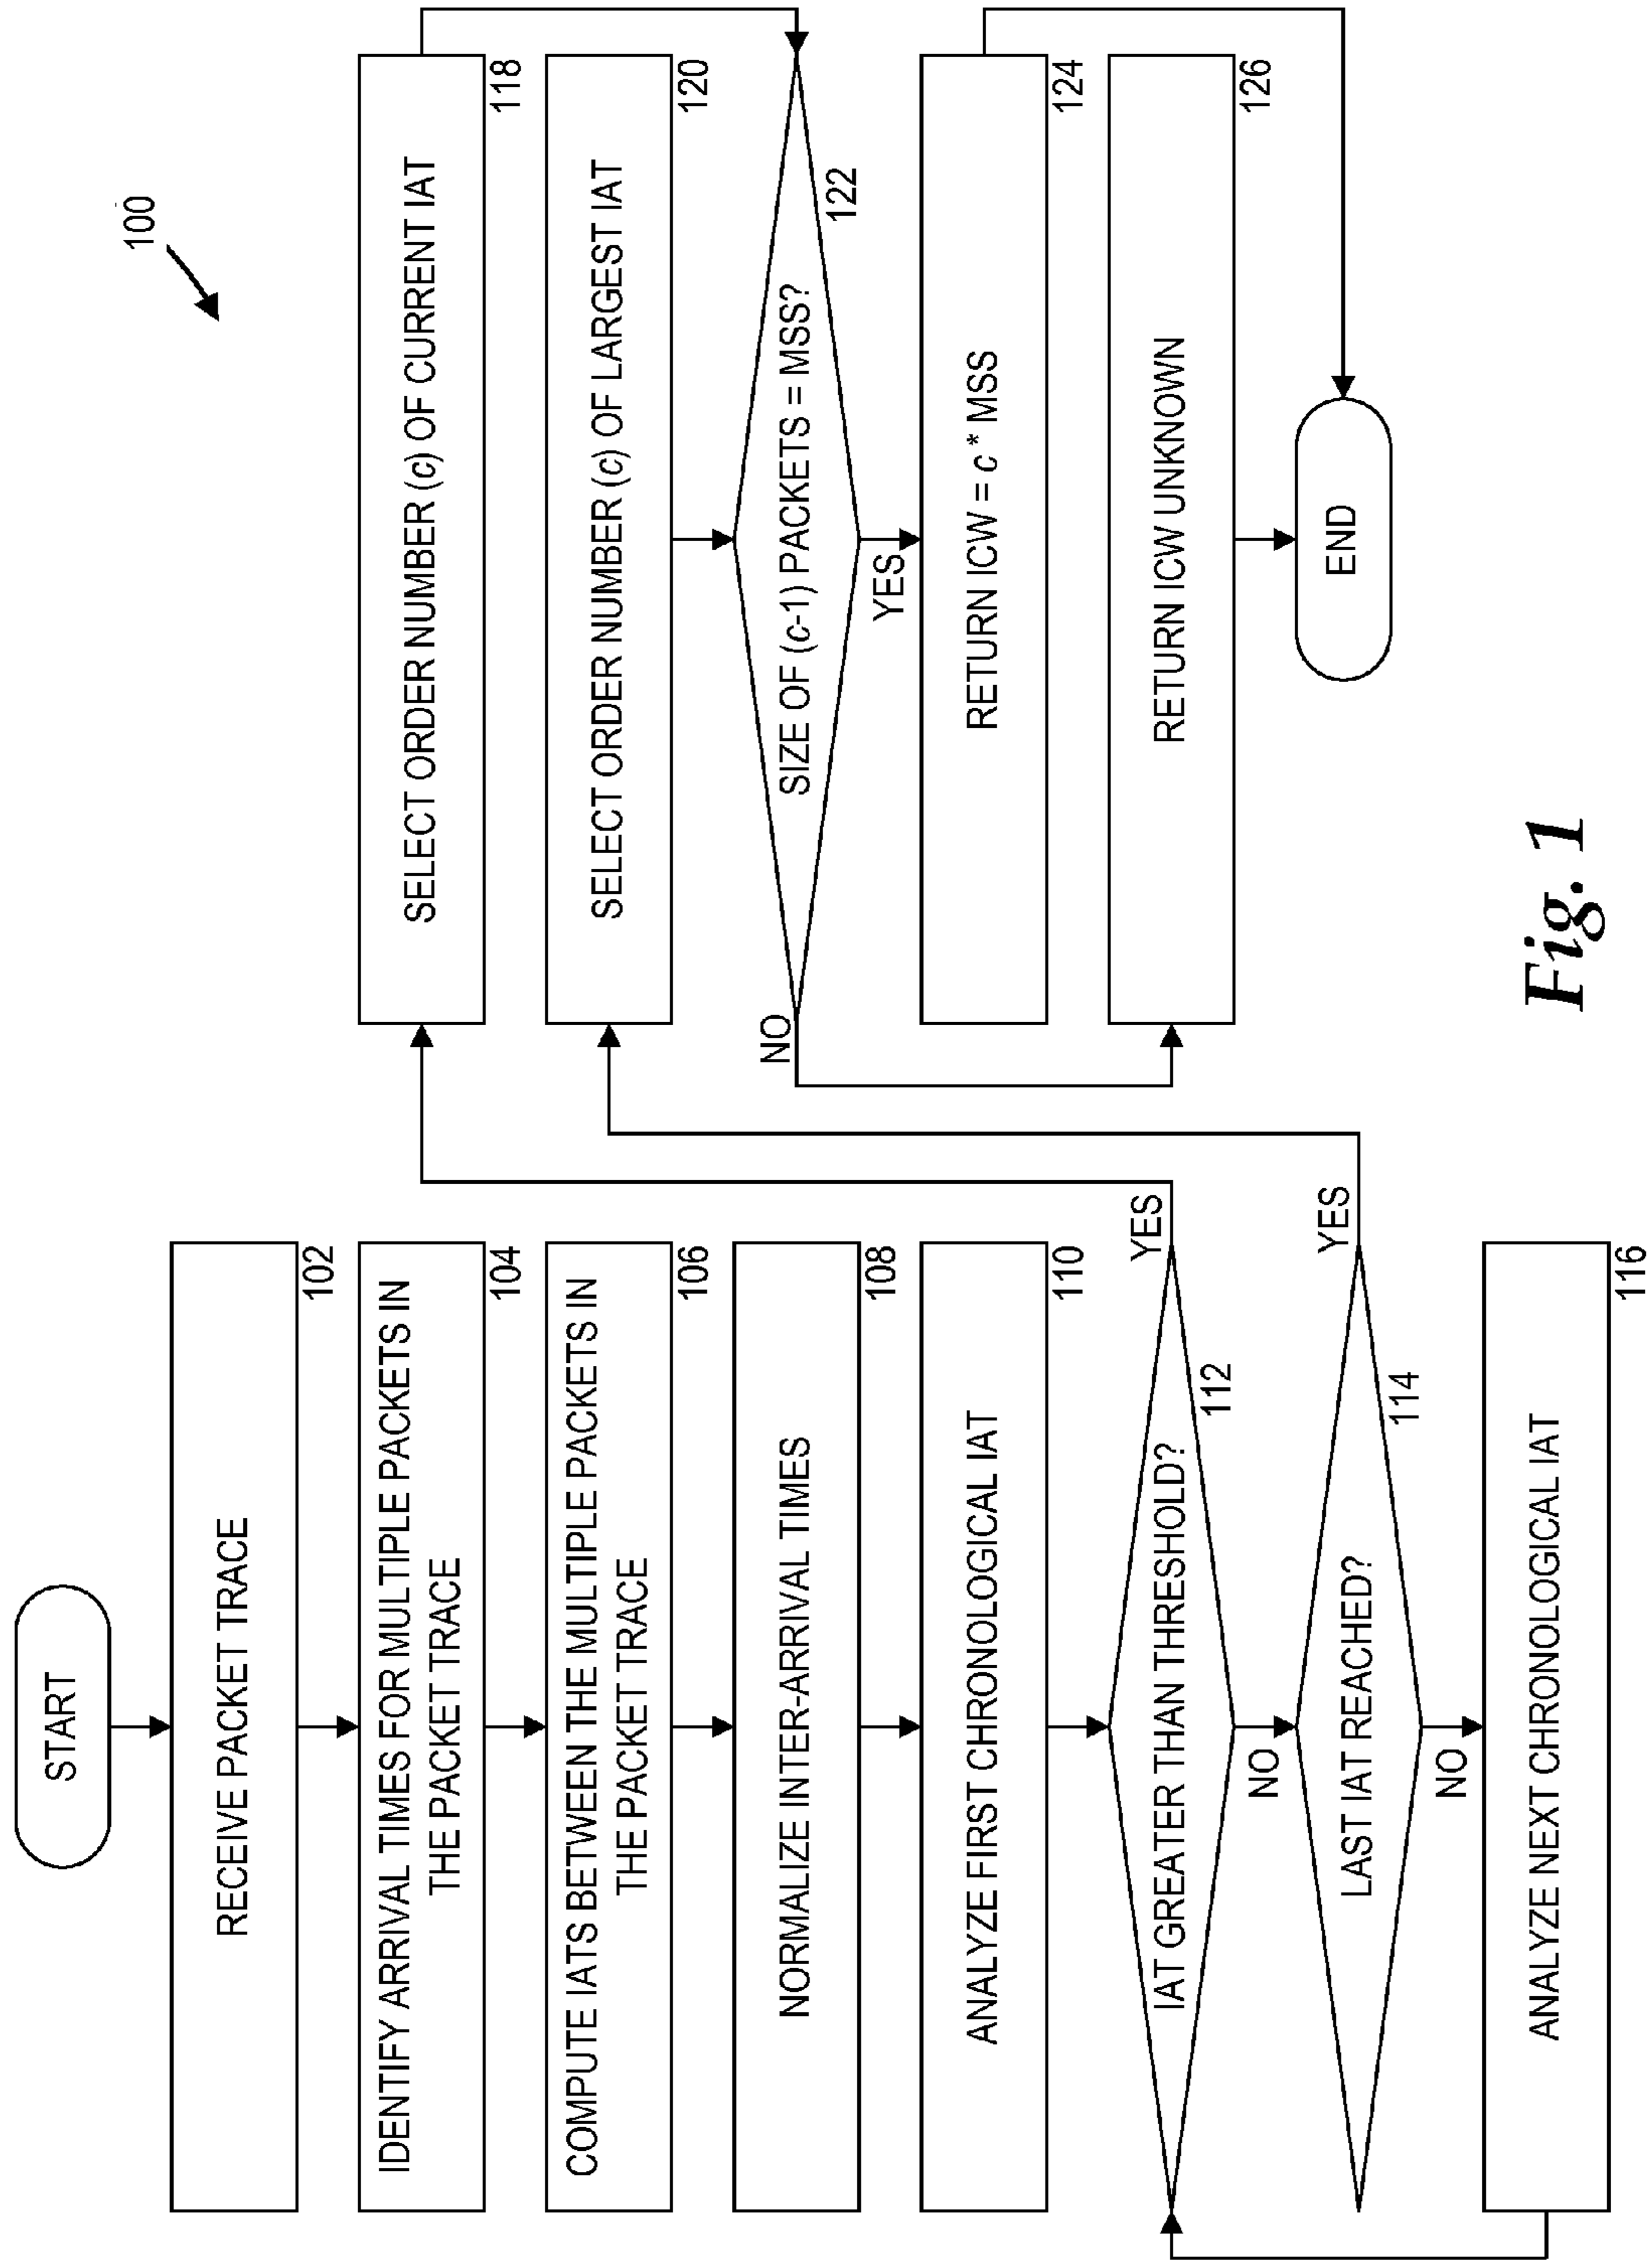 100
START
RECEIVE PACKET TRACE
102
IDENTIFY ARRIVAL TIMES FOR MULTIPLE PACKETS IN
THE PACKET TRACE
104
COMPUTE IATS BETWEEN THE MULTIPLE PACKETS IN
THE PACKET TRACE
106
NORMALIZE INTER-ARRIVAL TIMES
108
ANALYZE FIRST CHRONOLOGICAL IAT
110
IAT GREATER THAN THRESHOLD?
YES
112
NO
LAST IAT REACHED?
YES
114
NO
ANALYZE NEXT CHRONOLOGICAL IAT
116
SELECT ORDER NUMBER (c) OF CURRENT IAT
118
SELECT ORDER NUMBER (c) OF LARGEST IAT
120
NO
SIZE OF (c-1) PACKETS = MSS?
122
YES
RETURN ICW = c * MSS
124
RETURN ICW UNKNOWN
126
END
Fig. 1